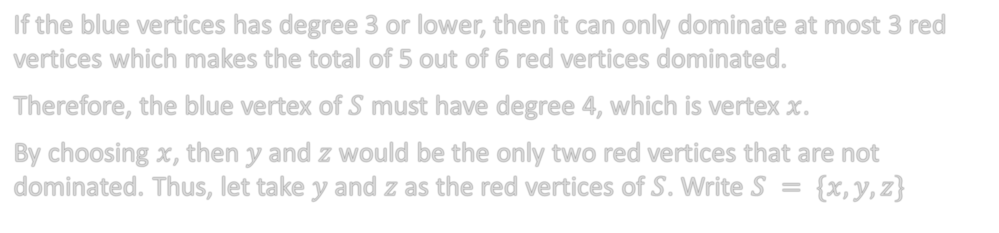 If the blue vertices has degree 3 or lower, then it can only dominate at most 3 red
vertices which makes the total of 5 out of 6 red vertices dominated.
Therefore, the blue vertex of S must have degree 4, which is vertex x.
By choosing x, then y and z would be the only two red vertices that are not
dominated. Thus, let take y and z as the red vertices of S. Write S = {x, y, z}